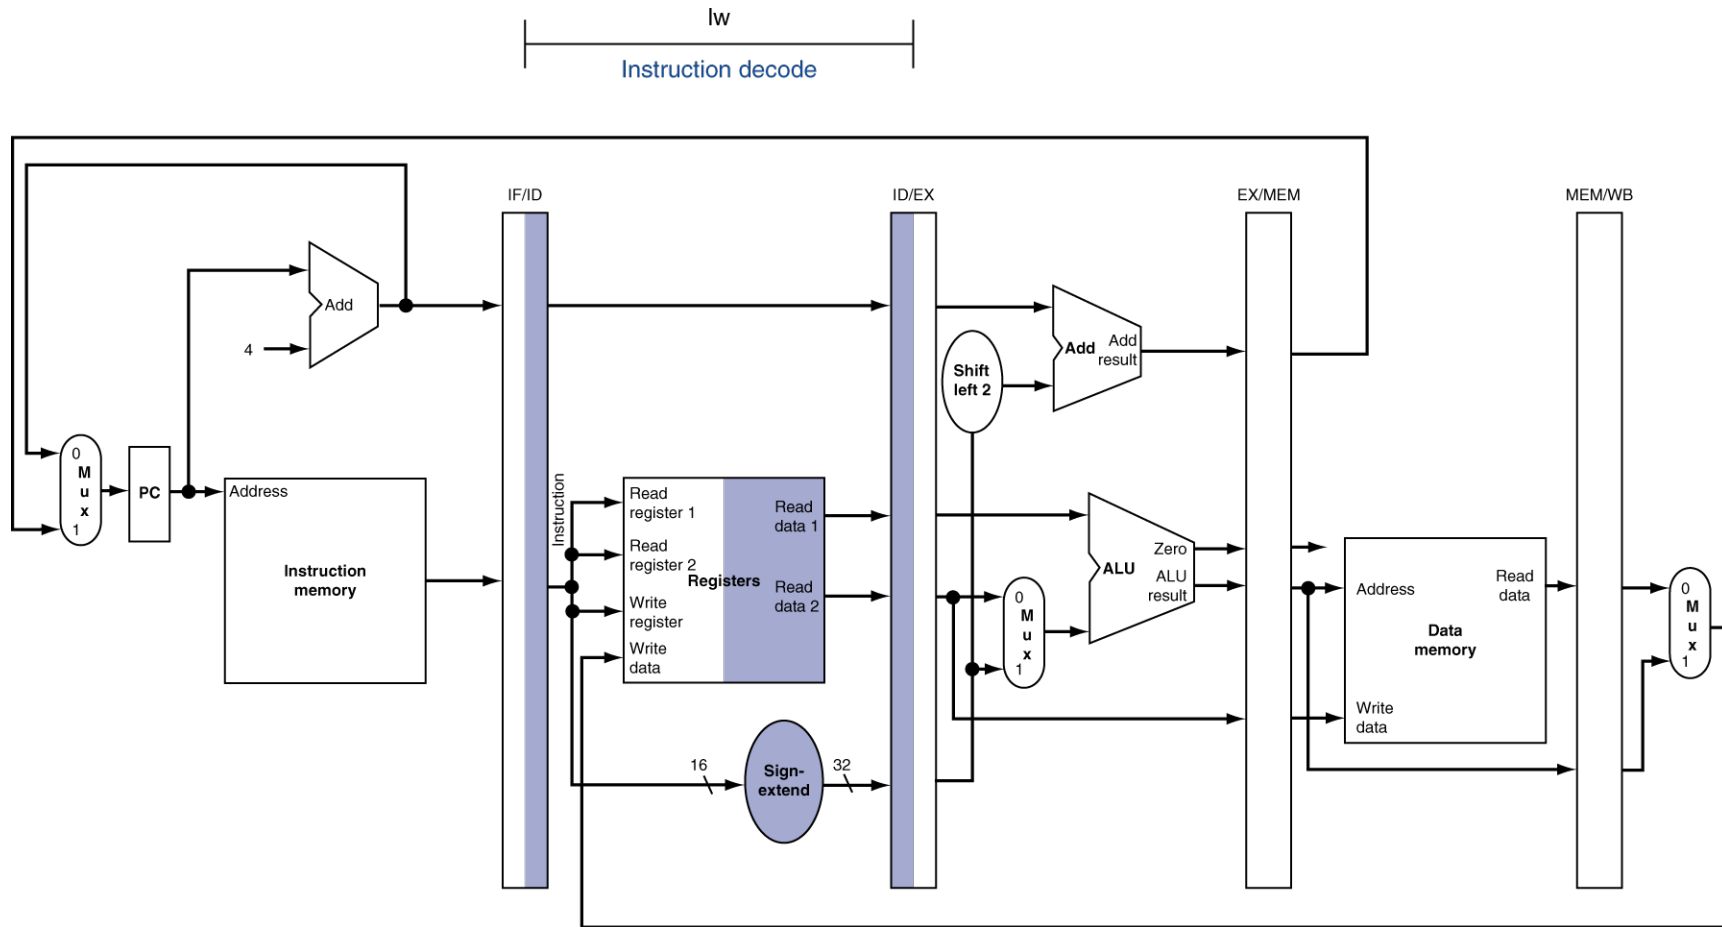 lw
Instruction decode
IF/ID
ID/EX
EX/MEM
MEM/WB
Add
4
Add
Add
result
Shift
left 2
0
M
u
x
1
PC
Address
Instruction
memory
Instruction
Read
register 1
Read
register 2
Write
register
Write
data
Registers
Read
data 1
Read
data 2
16
Sign-
extend
32
0
M
u
x
1
Zero
ALU
ALU
result
Address
Read
data
Data
memory
Write
data
0
M
u
x
1